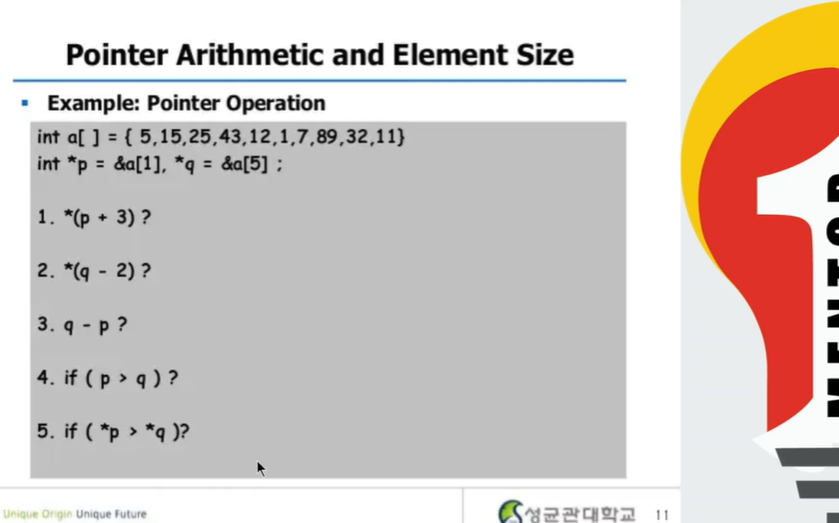 Pointer Arithmetic and Element Size
▪ Example: Pointer Operation
int a[ ] = { 5,15,25,43,12,1,7,89,32,11}
int *p = &a[1], *q = &a[5] ;
1. *(p + 3) ?
2. *(q - 2) ?
3. q - p ?
4. if ( p > q ) ?
5. if ( *p > *q )?
Unique Origin Unique Future
성균관대학교 11